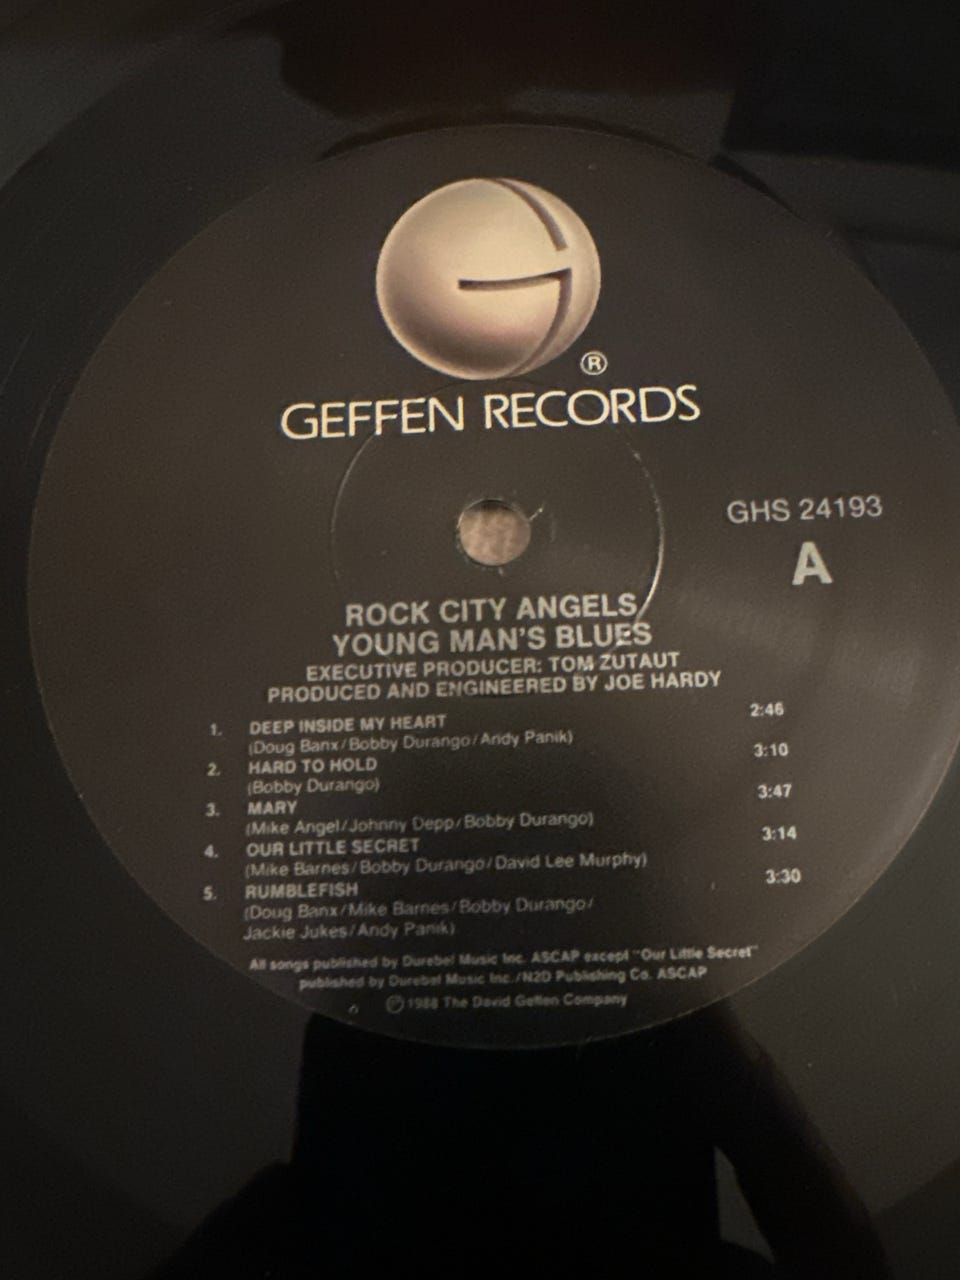 ®
GEFFEN RECORDS
GHS 24193
A
ROCK CITY ANGELS
YOUNG MAN'S BLUES
EXECUTIVE PRODUCER: TOM ZUTAUT
PRODUCED AND ENGINEERED BY JOE HARDY
1. DEEP INSIDE MY HEART 2:46
(Doug Banx/Bobby Durango/Andy Panik)
2. HARD TO HOLD 3:10
(Bobby Durango)
3. MARY 3:47
(Mike Angel/Johnny Depp/Bobby Durango)
4. OUR LITTLE SECRET 3:14
(Mike Barnes/Bobby Durango/David Lee Murphy)
5. RUMBLEFISH 3:30
(Doug Banx/Mike Barnes/Bobby Durango/
Jackie Jukes/Andy Panik)
All songs published by Durebel Music Inc. ASCAP except "Our Little Secret"
published by Durebel Music Inc./N2D Publishing Co. ASCAP
℗ 1988 The David Geffen Company